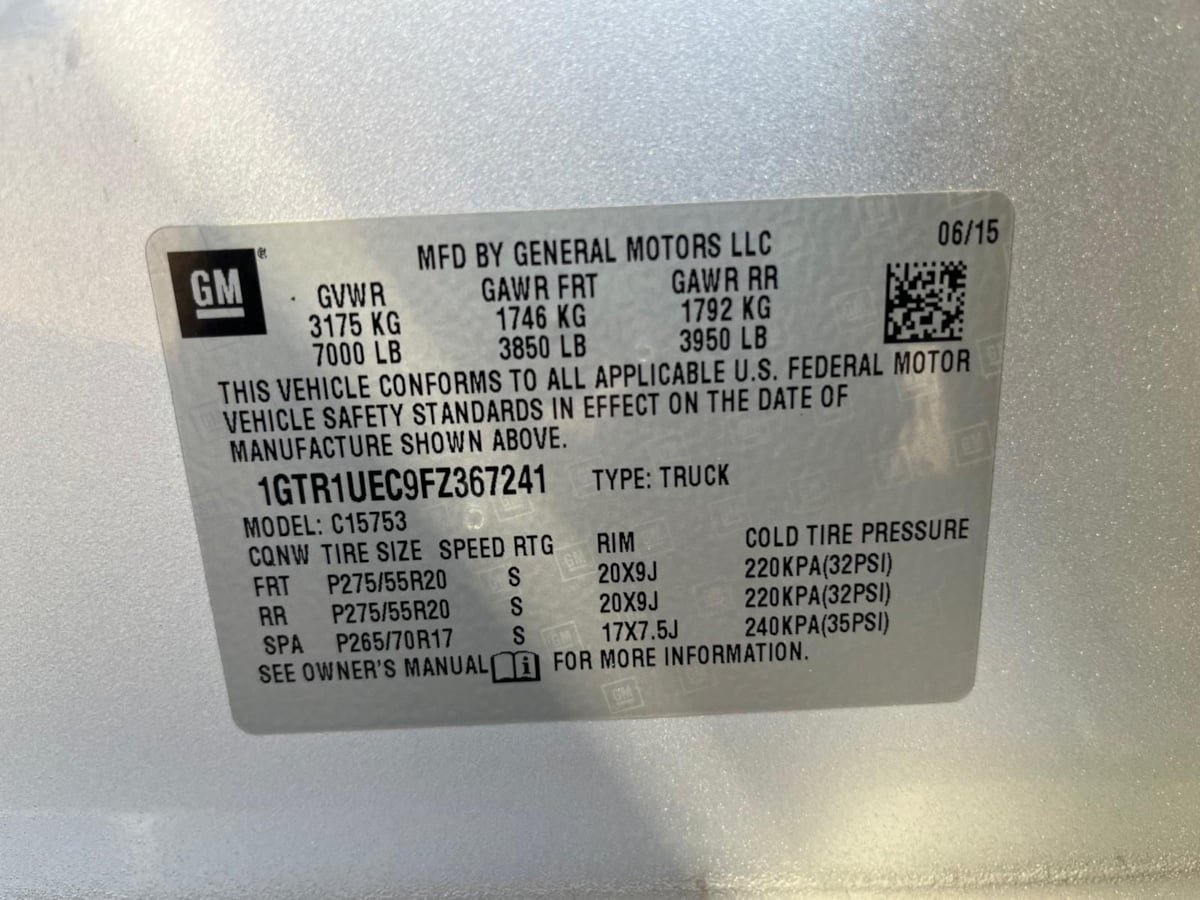 GM®
MFD BY GENERAL MOTORS LLC
06/15
GVWR GAWR FRT GAWR RR
3175 KG 1746 KG 1792 KG
7000 LB 3850 LB 3950 LB
THIS VEHICLE CONFORMS TO ALL APPLICABLE U.S. FEDERAL MOTOR
VEHICLE SAFETY STANDARDS IN EFFECT ON THE DATE OF
MANUFACTURE SHOWN ABOVE.
1GTR1UEC9FZ367241 TYPE: TRUCK
MODEL: C15753
CQNW TIRE SIZE SPEED RTG RIM COLD TIRE PRESSURE
FRT P275/55R20 S 20X9J 220KPA(32PSI)
RR P275/55R20 S 20X9J 220KPA(32PSI)
SPA P265/70R17 S 17X7.5J 240KPA(35PSI)
SEE OWNER'S MANUAL i FOR MORE INFORMATION.